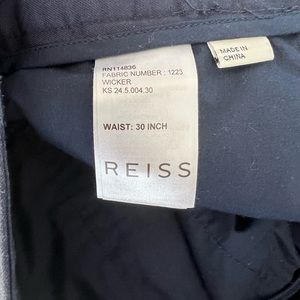 RN114836
FABRIC NUMBER : 1223
WICKER
KS 24.5.004.30
WAIST: 30 INCH
REISS
MADE IN
CHINA